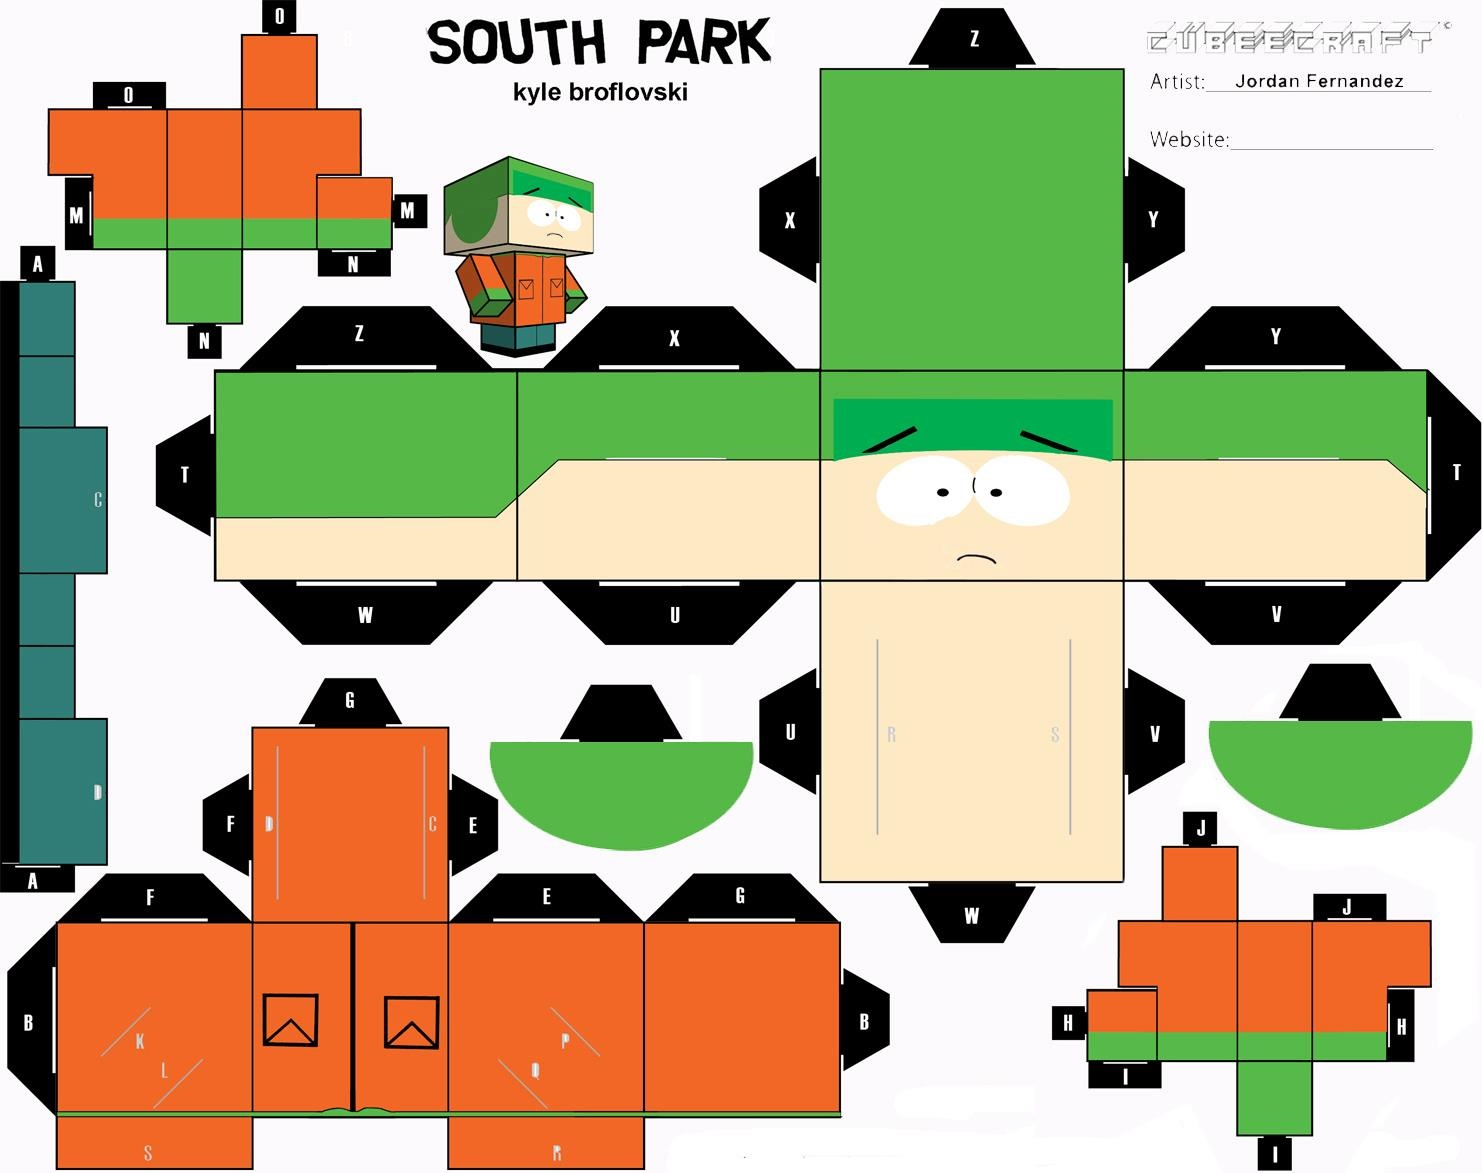 SOUTH PARK
kyle broflovski
CUBEECRAFT ©
Artist: Jordan Fernandez
Website:
O
O
M
M
N
N
Z
X
Y
Z
X
Y
T
T
W
U
V
U
R
S
V
W
A
C
D
A
G
F
D
C
E
F
E
G
B
K
L
P
Q
B
S
R
J
J
H
H
I
I